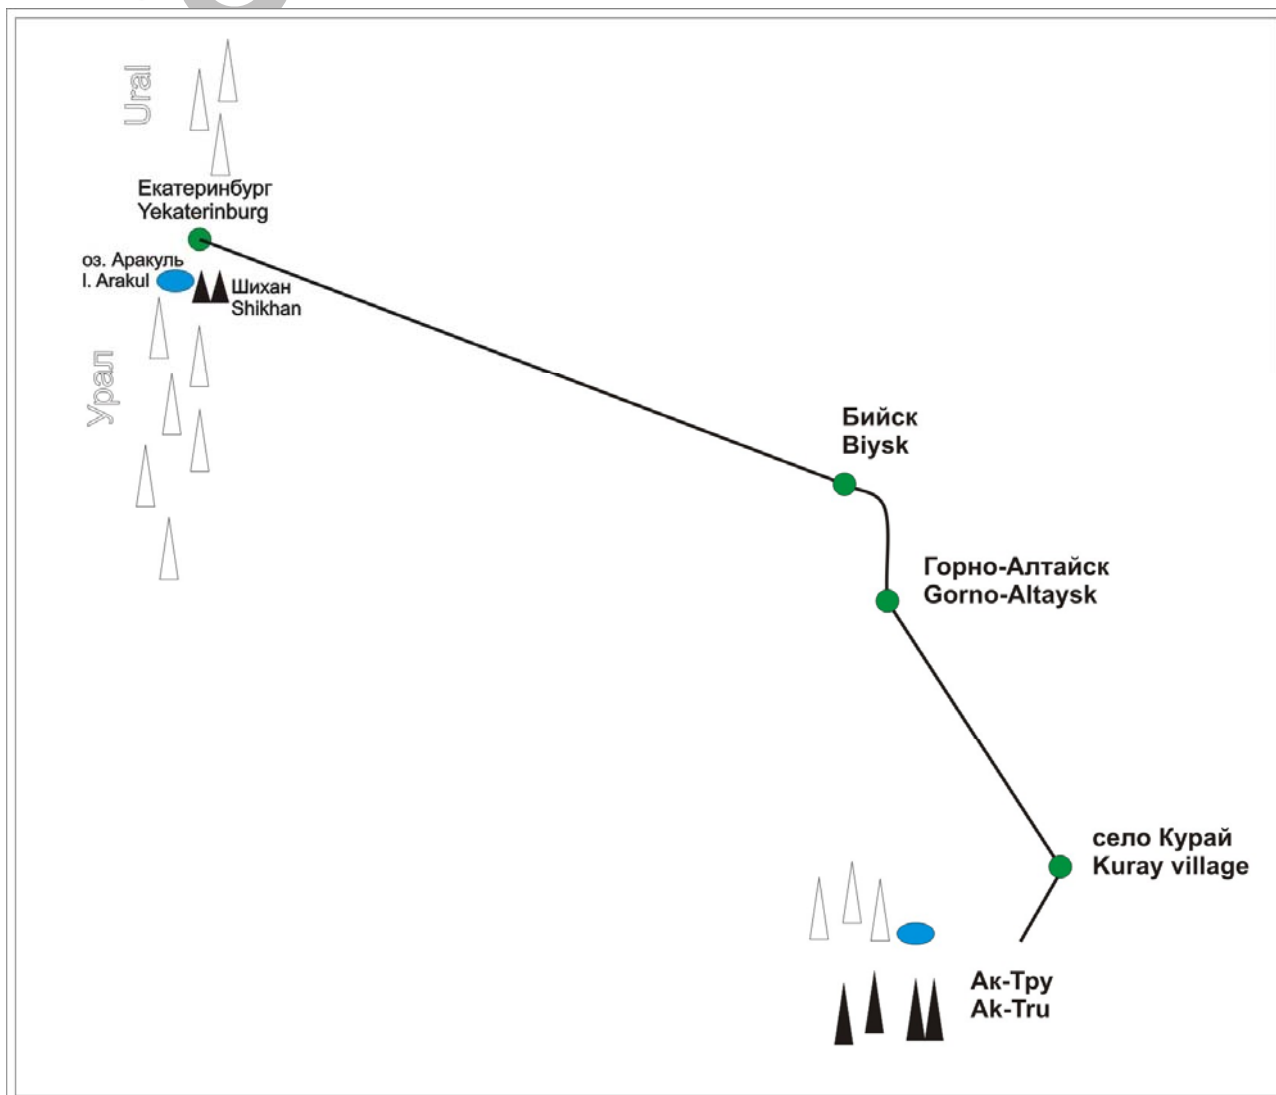 Ural
Екатеринбург
Yekaterinburg
оз. Аракуль
l. Arakul
Шихан
Shikhan
Урал
Бийск
Biysk
Горно-Алтайск
Gorno-Altaysk
село Курай
Kuray village
Ак-Тру
Ak-Tru